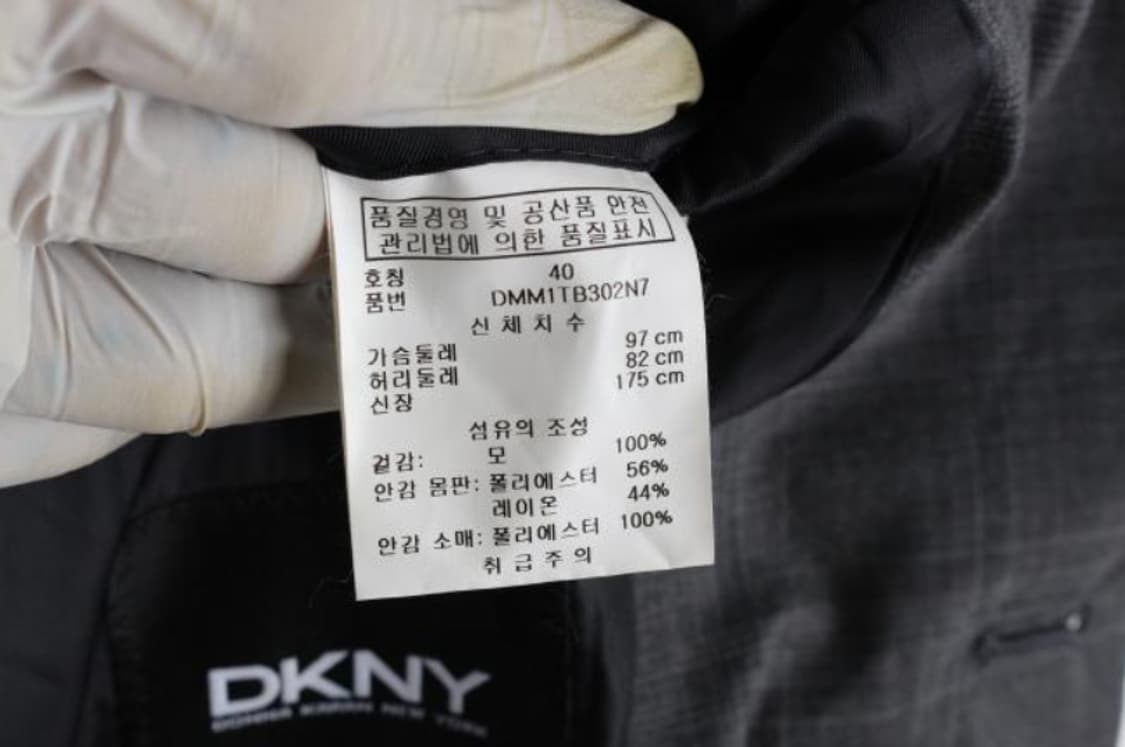 품질경영 및 공산품 안전
관리법에 의한 품질표시
호칭 40
품번 DMM1TB302N7
신체치수
가슴둘레 97 cm
허리둘레 82 cm
신장 175 cm
섬유의 조성
겉감: 모 100%
안감 몸판: 폴리에스터 56%
레이온 44%
안감 소매: 폴리에스터 100%
취급주의
DKNY
DONNA KARAN NEW YORK